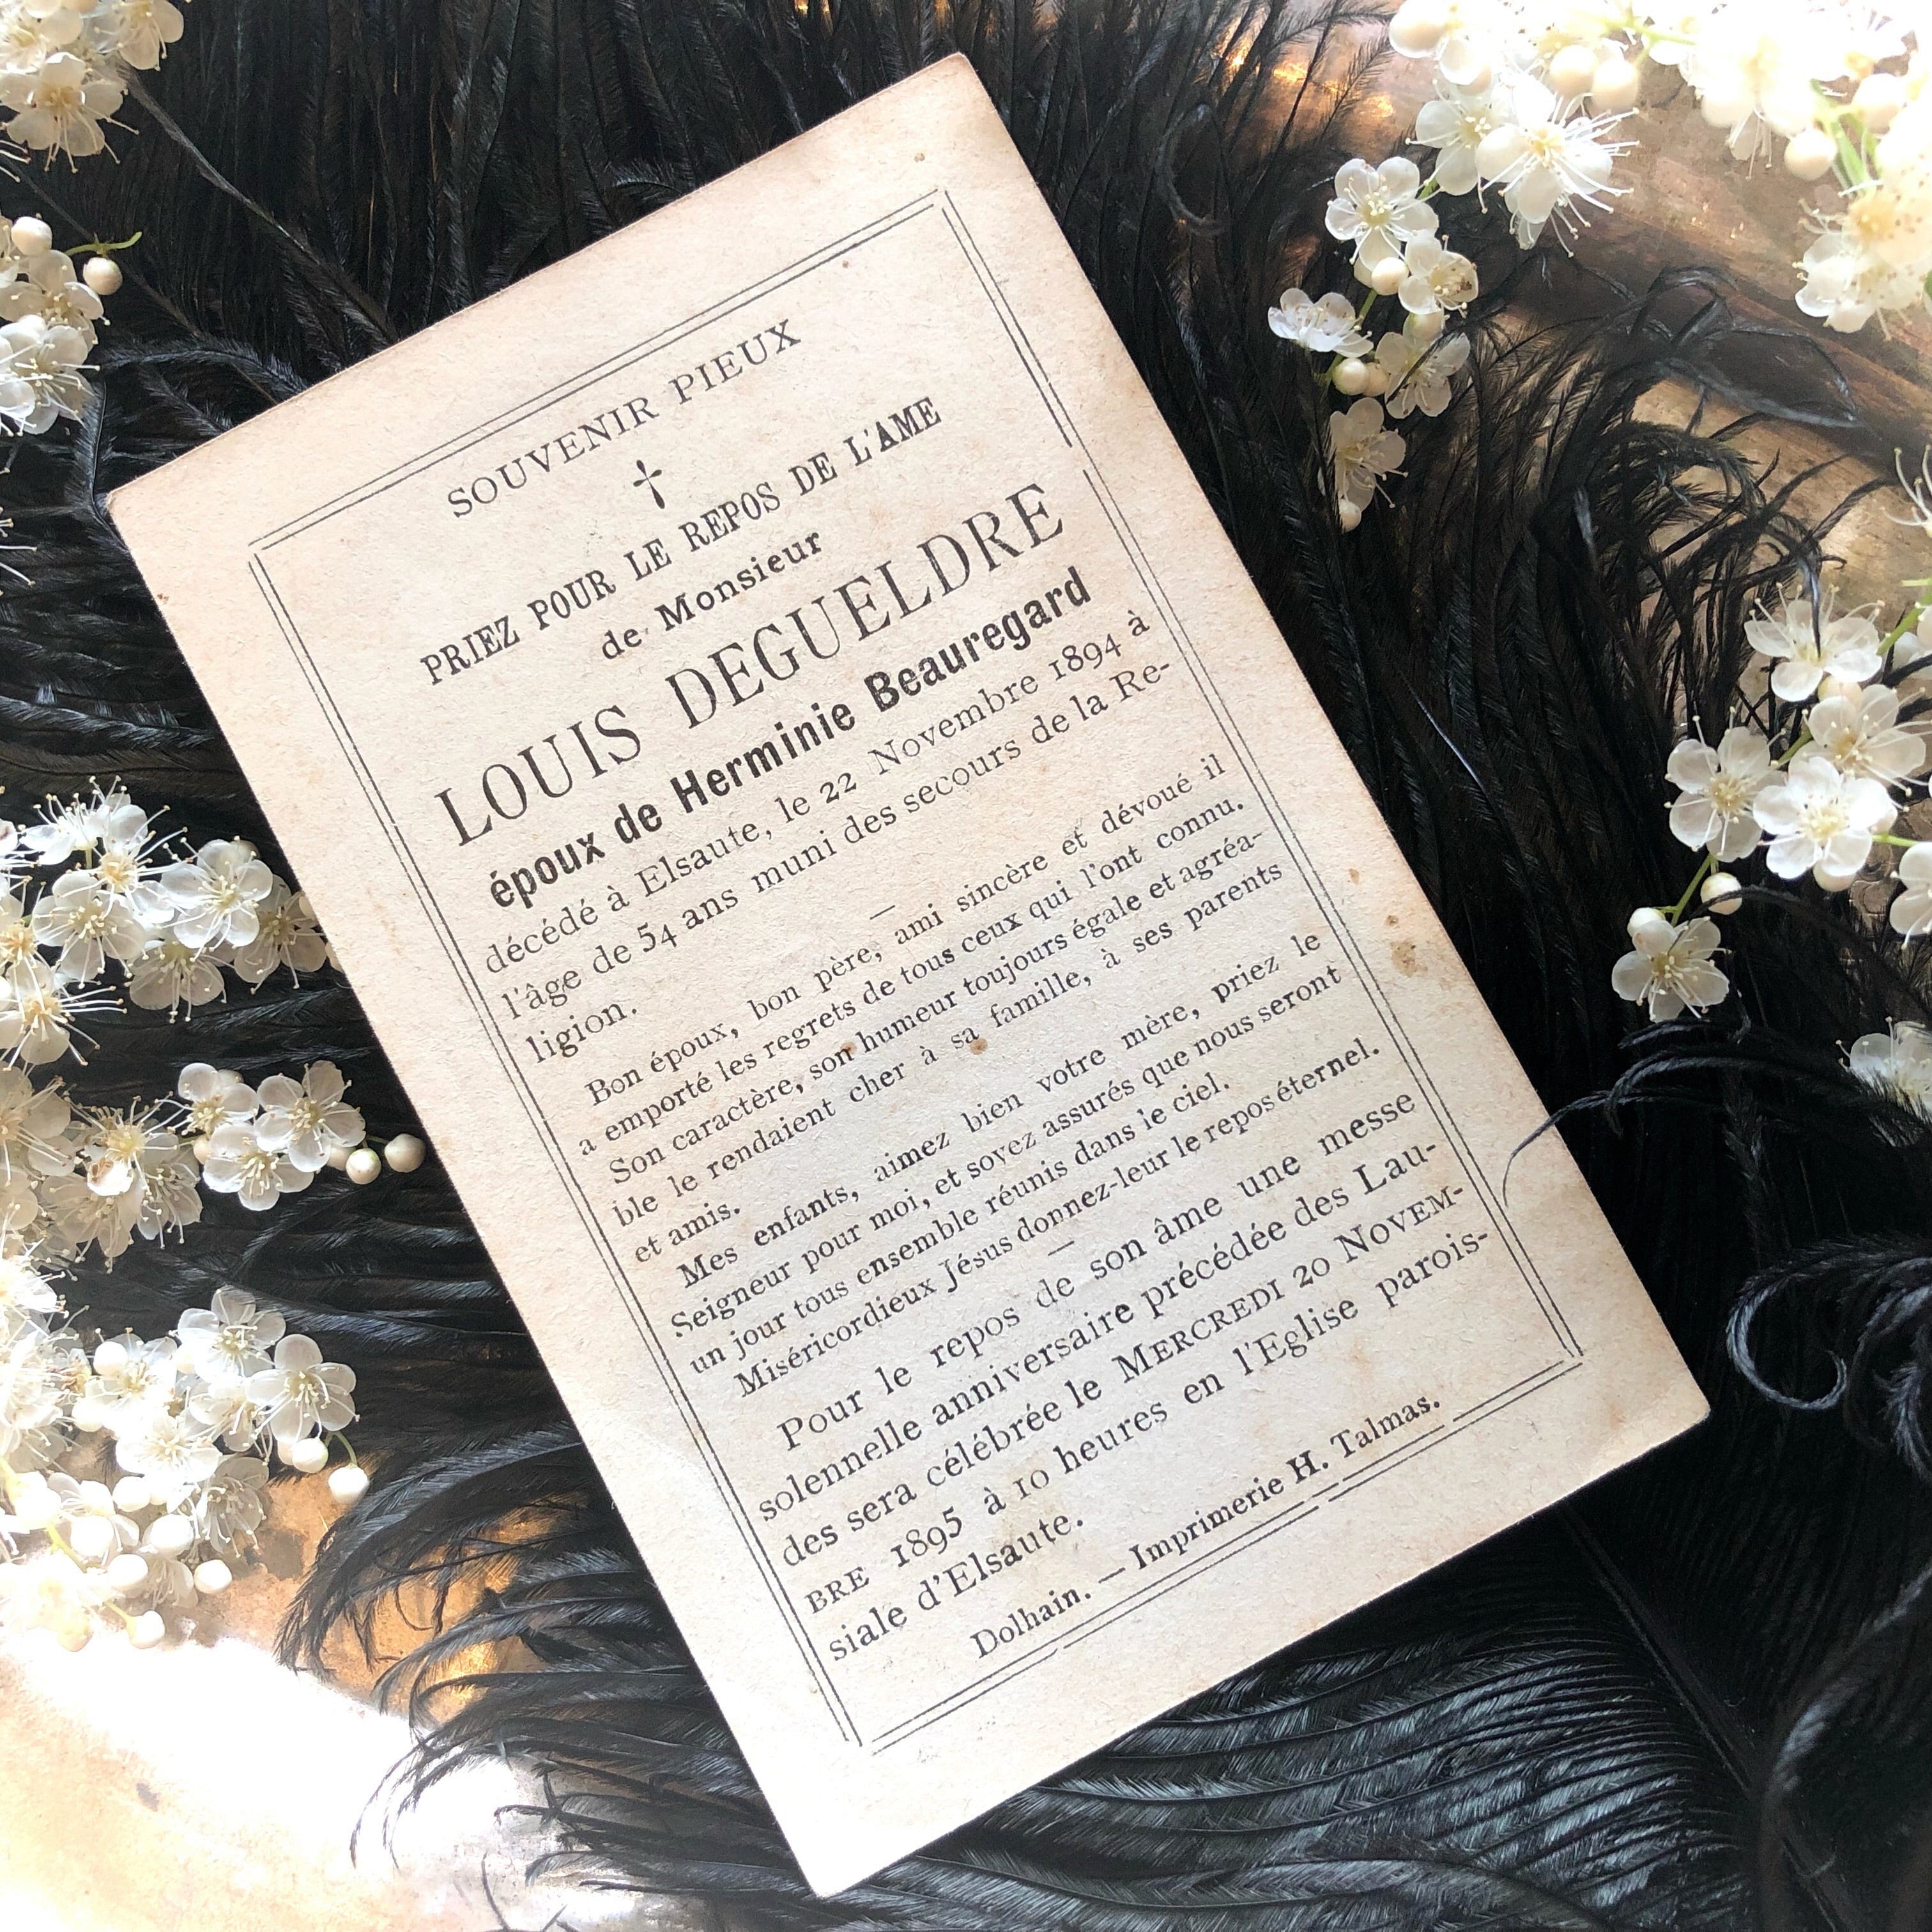 SOUVENIR PIEUX
†
PRIEZ POUR LE REPOS DE L'AME
de Monsieur
LOUIS DEGUELDRE
époux de Herminie Beauregard
décédé à Elsaute, le 22 Novembre 1894 à
l'âge de 54 ans muni des secours de la Re-
ligion.
—
Bon époux, bon père, ami sincère et dévoué il
a emporté les regrets de tous ceux qui l'ont connu.
Son caractère, son humeur toujours égale et agréa-
ble le rendaient cher à sa famille, à ses parents
et amis.
Mes enfants, aimez bien votre mère, priez le
Seigneur pour moi, et soyez assurés que nous seront
un jour tous ensemble réunis dans le ciel.
Miséricordieux Jésus donnez-leur le repos éternel.
—
Pour le repos de son âme une messe
solennelle anniversaire précédée des Lau-
des sera célébrée le MERCREDI 20 NOVEM-
BRE 1895 à 10 heures en l'Eglise parois-
siale d'Elsaute.
Dolhain. — Imprimerie H. Talmas.